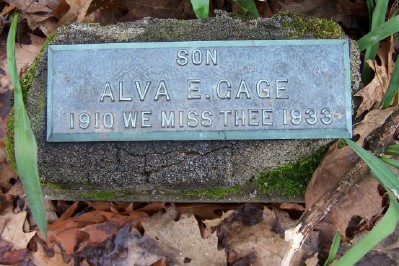 SON
ALVA E. GAGE
1910 WE MISS THEE 1933